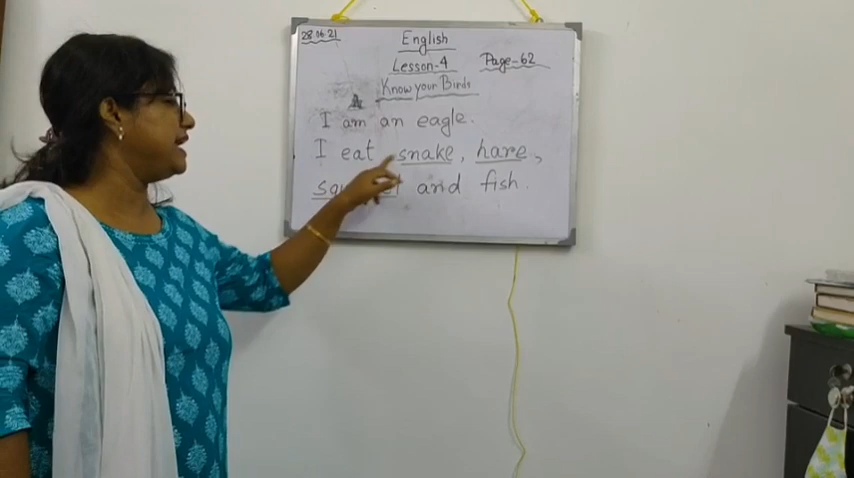 28.06.21
English
Lesson-4
Page-62
Know your Birds
I am an eagle.
I eat snake, hare,
and fish.